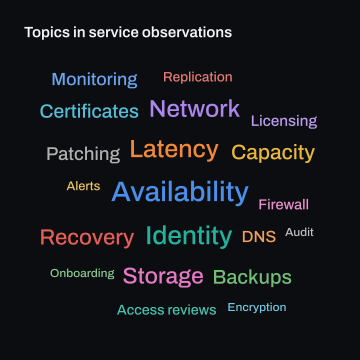 Topics in service observations
Monitoring Replication
Certificates Network Licensing
Patching Latency Capacity
Alerts Availability Firewall
Recovery Identity DNS Audit
Onboarding Storage Backups
Access reviews Encryption